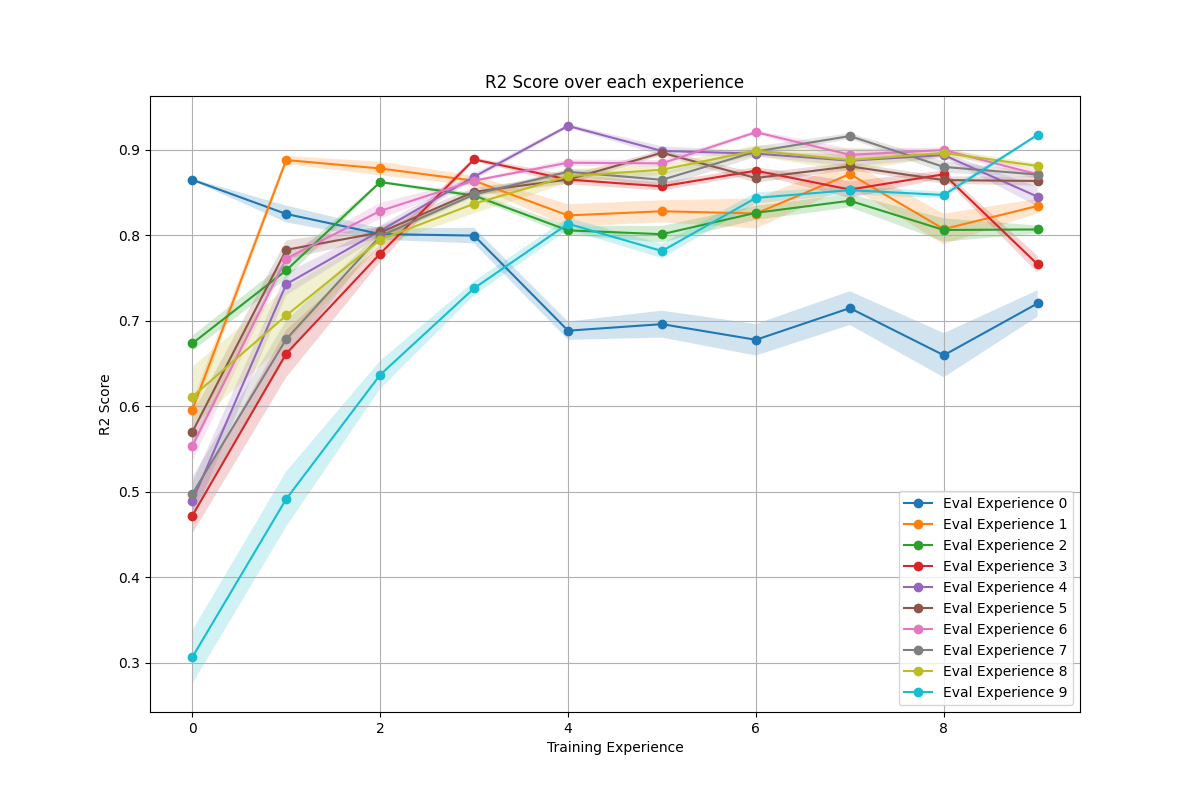 R2 Score over each experience
R2 Score
0.9
0.8
0.7
0.6
0.5
0.4
0.3
0 2 4 6 8
Training Experience
Eval Experience 0
Eval Experience 1
Eval Experience 2
Eval Experience 3
Eval Experience 4
Eval Experience 5
Eval Experience 6
Eval Experience 7
Eval Experience 8
Eval Experience 9